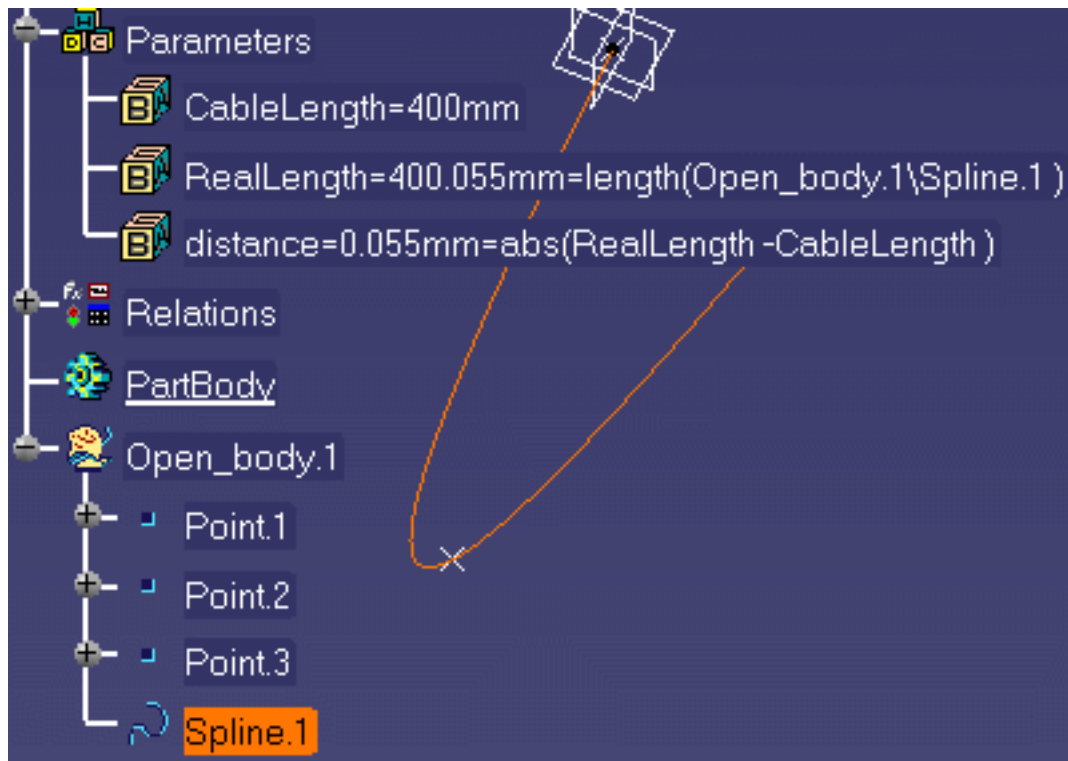 Parameters
CableLength=400mm
RealLength=400.055mm=length(Open_body.1\Spline.1 )
distance=0.055mm=abs(RealLength -CableLength )
Relations
PartBody
Open_body.1
Point.1
Point.2
Point.3
Spline.1